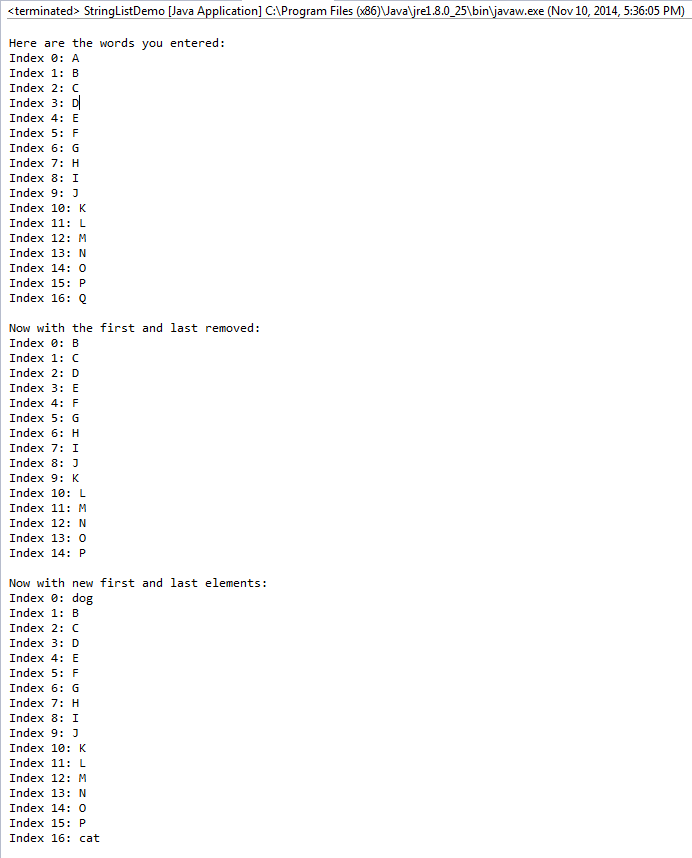 <terminated> StringListDemo [Java Application] C:\Program Files (x86)\Java\jre1.8.0_25\bin\javaw.exe (Nov 10, 2014, 5:36:05 PM)
Here are the words you entered:
Index 0: A
Index 1: B
Index 2: C
Index 3: D
Index 4: E
Index 5: F
Index 6: G
Index 7: H
Index 8: I
Index 9: J
Index 10: K
Index 11: L
Index 12: M
Index 13: N
Index 14: O
Index 15: P
Index 16: Q
Now with the first and last removed:
Index 0: B
Index 1: C
Index 2: D
Index 3: E
Index 4: F
Index 5: G
Index 6: H
Index 7: I
Index 8: J
Index 9: K
Index 10: L
Index 11: M
Index 12: N
Index 13: O
Index 14: P
Now with new first and last elements:
Index 0: dog
Index 1: B
Index 2: C
Index 3: D
Index 4: E
Index 5: F
Index 6: G
Index 7: H
Index 8: I
Index 9: J
Index 10: K
Index 11: L
Index 12: M
Index 13: N
Index 14: O
Index 15: P
Index 16: cat